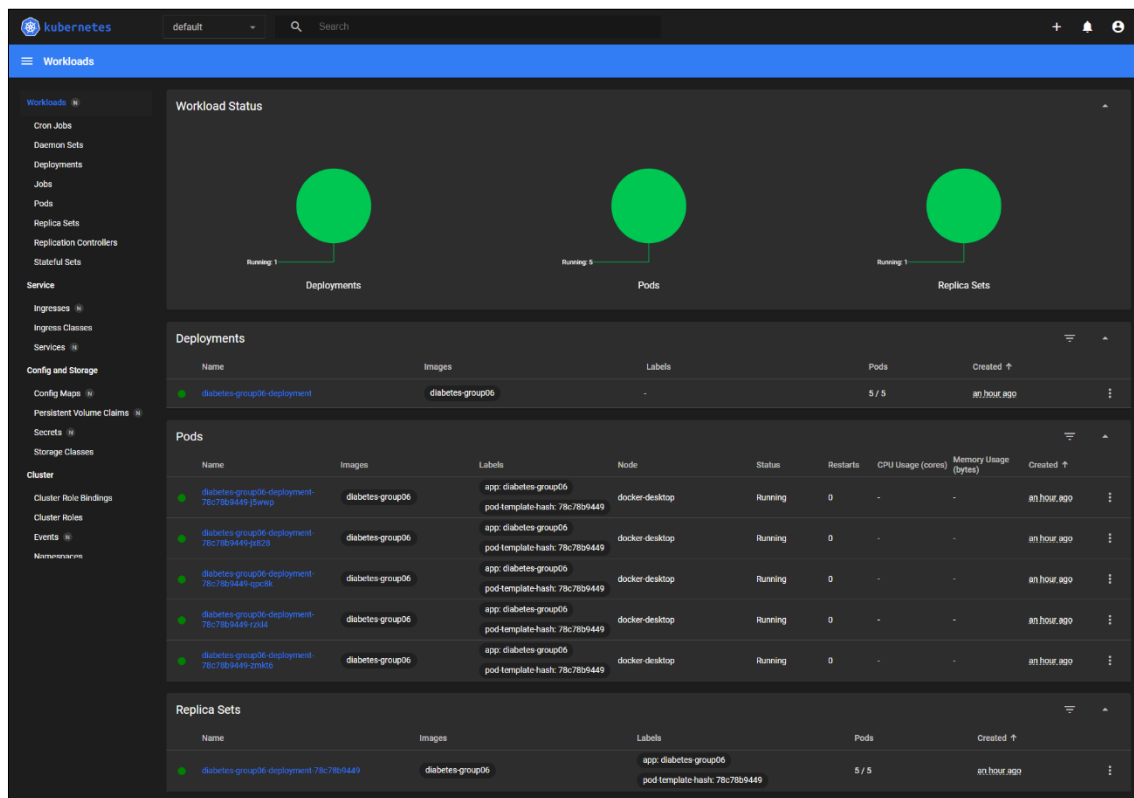 kubernetes default Search
Workloads
Workloads N
Cron Jobs
Daemon Sets
Deployments
Jobs
Pods
Replica Sets
Replication Controllers
Stateful Sets
Service
Ingresses N
Ingress Classes
Services N
Config and Storage
Config Maps N
Persistent Volume Claims N
Secrets N
Storage Classes
Cluster
Cluster Role Bindings
Cluster Roles
Events N
Namespaces
Workload Status
Running: 1
Deployments
Running: 5
Pods
Running: 1
Replica Sets
Deployments
Name Images Labels Pods Created
diabetes-group06-deployment diabetes-group06 - 5 / 5 an hour ago
Pods
Name Images Labels Node Status Restarts CPU Usage (cores) Memory Usage (bytes) Created
diabetes-group06-deployment-
78c78b9449-j5wwp
diabetes-group06
app: diabetes-group06
pod-template-hash: 78c78b9449
docker-desktop Running 0 - - an hour ago
diabetes-group06-deployment-
78c78b9449-jx828
diabetes-group06
app: diabetes-group06
pod-template-hash: 78c78b9449
docker-desktop Running 0 - - an hour ago
diabetes-group06-deployment-
78c78b9449-qpc8k
diabetes-group06
app: diabetes-group06
pod-template-hash: 78c78b9449
docker-desktop Running 0 - - an hour ago
diabetes-group06-deployment-
78c78b9449-rzkl4
diabetes-group06
app: diabetes-group06
pod-template-hash: 78c78b9449
docker-desktop Running 0 - - an hour ago
diabetes-group06-deployment-
78c78b9449-zmkt6
diabetes-group06
app: diabetes-group06
pod-template-hash: 78c78b9449
docker-desktop Running 0 - - an hour ago
Replica Sets
Name Images Labels Pods Created
diabetes-group06-deployment-78c78b9449
diabetes-group06
app: diabetes-group06
pod-template-hash: 78c78b9449
5 / 5 an hour ago